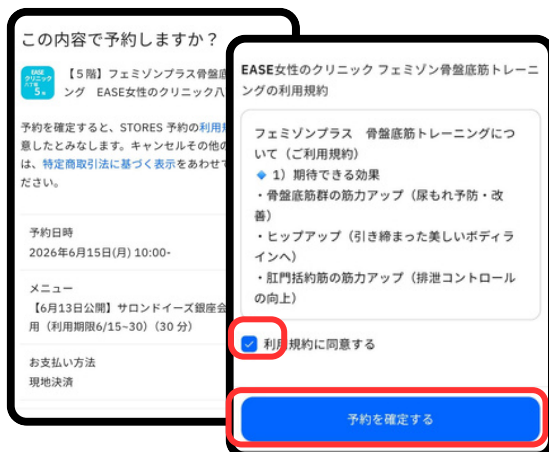 この内容で予約しますか？
EASE
クリニック
5
【5階】フェミゾンプラス骨盤底
ング EASE女性のクリニック八
予約を確定すると、STORES 予約の利用
意したとみなします。キャンセルその他の
は、特定商取引法に基づく表示をあわせて
ださい。
予約日時
2026年6月15日(月) 10:00-
メニュー
【6月13日公開】サロンドイーズ銀座会
用（利用期限6/15~30）(30 分)
お支払い方法
現地決済
EASE女性のクリニック フェミゾン骨盤底筋トレーニ
ングの利用規約
フェミゾンプラス　骨盤底筋トレーニングにつ
いて（ご利用規約）
🔹 1）期待できる効果
・骨盤底筋群の筋力アップ（尿もれ予防・改
善）
・ヒップアップ（引き締まった美しいボディラ
インへ）
・肛門括約筋の筋力アップ（排泄コントロール
の向上）
利用規約に同意する
予約を確定する